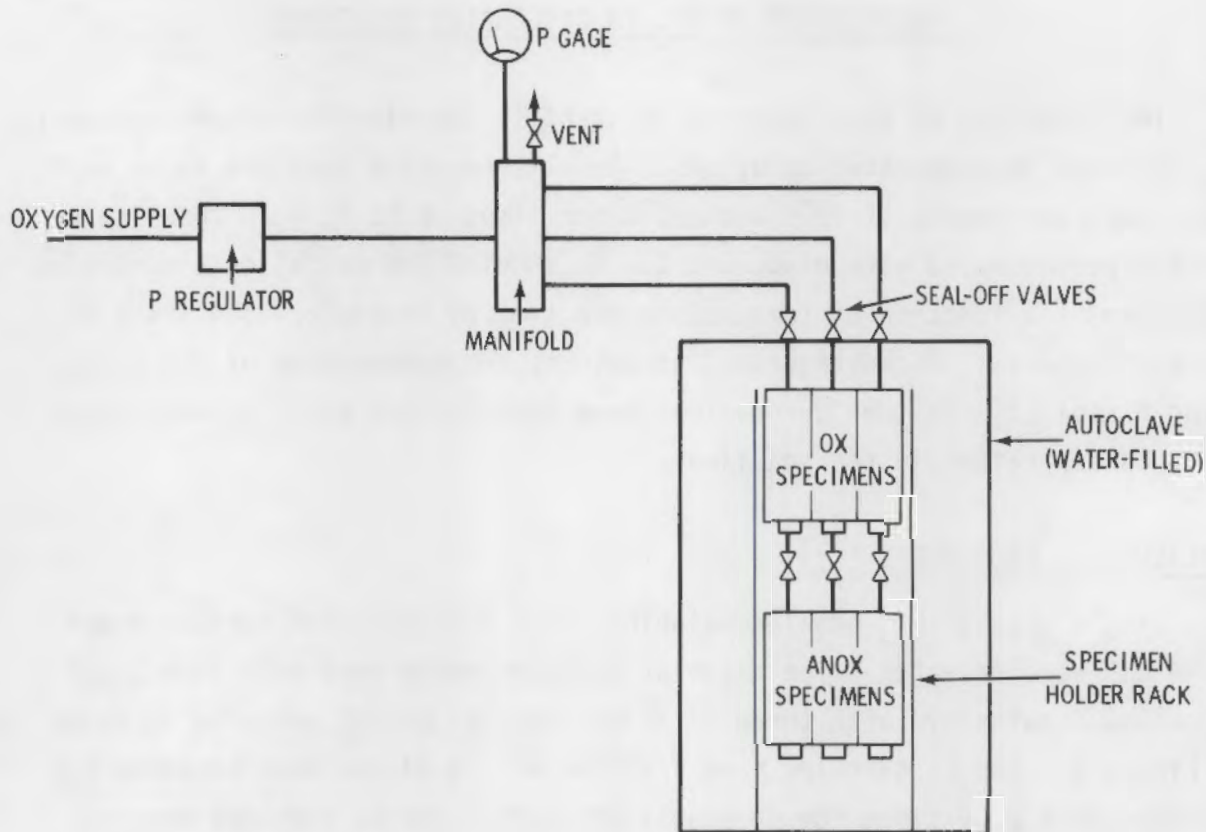 P GAGE
VENT
OXYGEN SUPPLY
P REGULATOR
MANIFOLD
SEAL-OFF VALVES
OX
SPECIMENS
AUTOCLAVE
(WATER-FILLED)
ANOX
SPECIMENS
SPECIMEN
HOLDER RACK